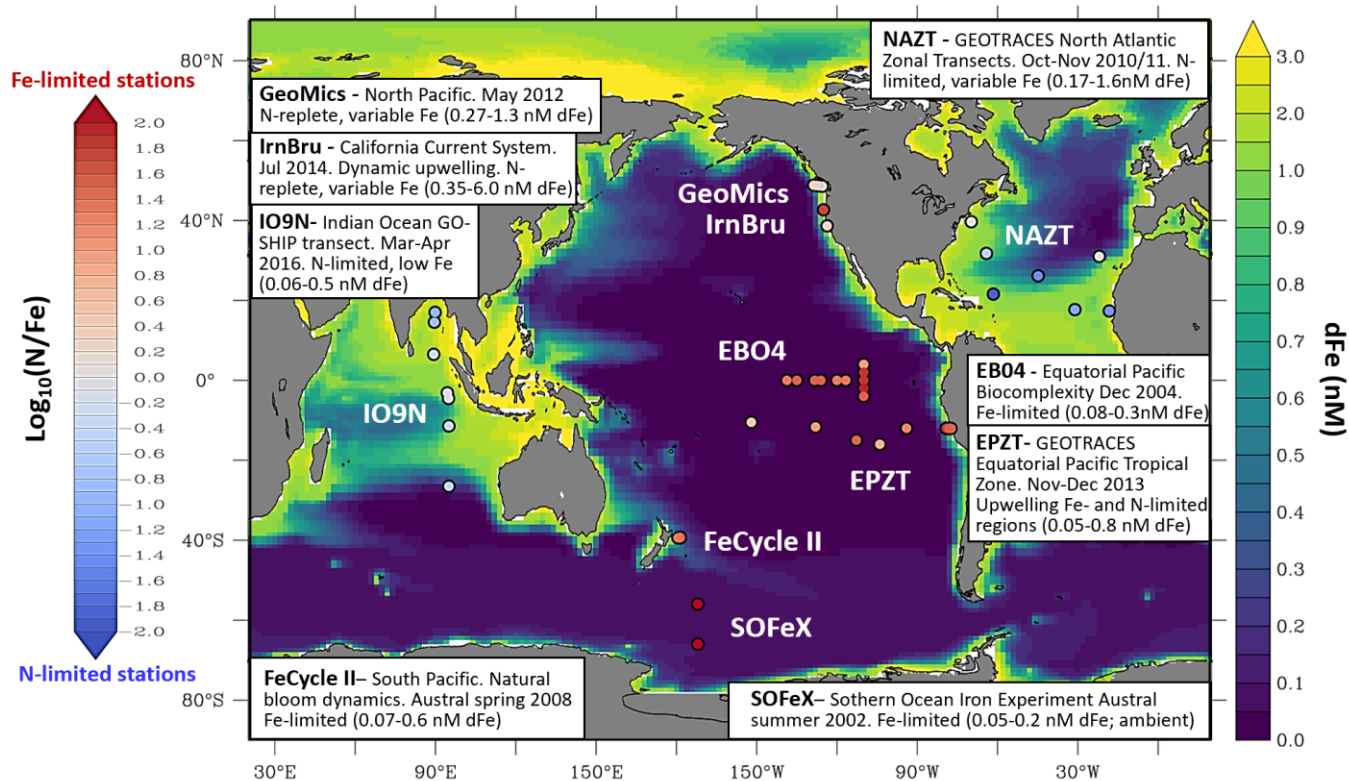 Fe-limited stations
2.0
1.8
1.6
1.4
1.2
1.0
0.8
0.6
0.4
0.2
0.0
-0.2
-0.4
-0.6
-0.8
-1.0
-1.2
-1.4
-1.6
-1.8
-2.0
Log10(N/Fe)
N-limited stations
80°N
40°N
0°
40°S
80°S
GeoMics - North Pacific. May 2012
N-replete, variable Fe (0.27-1.3 nM dFe)
IrnBru - California Current System.
Jul 2014. Dynamic upwelling. N-
replete, variable Fe (0.35-6.0 nM dFe)
IO9N- Indian Ocean GO-
SHIP transect. Mar-Apr
2016. N-limited, low Fe
(0.06-0.5 nM dFe)
NAZT - GEOTRACES North Atlantic
Zonal Transects. Oct-Nov 2010/11. N-
limited, variable Fe (0.17-1.6nM dFe)
GeoMics
IrnBru
NAZT
EBO4
IO9N
EPZT
FeCycle II
SOFeX
EB04 - Equatorial Pacific
Biocomplexity Dec 2004.
Fe-limited (0.08-0.3nM dFe)
EPZT- GEOTRACES
Equatorial Pacific Tropical
Zone. Nov-Dec 2013
Upwelling Fe- and N-limited
regions (0.05-0.8 nM dFe)
FeCycle II– South Pacific. Natural
bloom dynamics. Austral spring 2008
Fe-limited (0.07-0.6 nM dFe)
SOFeX– Sothern Ocean Iron Experiment Austral
summer 2002. Fe-limited (0.05-0.2 nM dFe; ambient)
30°E
90°E
150°E
150°W
90°W
30°W
3.0
2.0
1.0
0.9
0.8
0.7
0.6
0.5
0.4
0.3
0.2
0.1
0.0
dFe (nM)